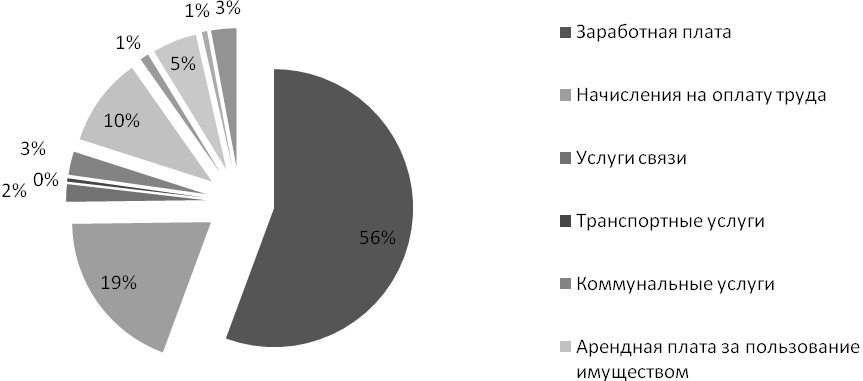 1%
3%
1%
5%
10%
3%
0%
2%
19%
56%
Заработная плата
Начисления на оплату труда
Услуги связи
Транспортные услуги
Коммунальные услуги
Арендная плата за пользование
имуществом